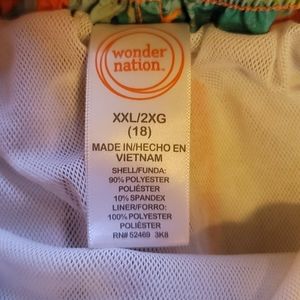 wonder
nation™
XXL/2XG
(18)
MADE IN/HECHO EN
VIETNAM
SHELL/FUNDA:
90% POLYESTER
POLIÉSTER
10% SPANDEX
LINER/FORRO:
100% POLYESTER
POLIÉSTER
RN# 52469 3K8